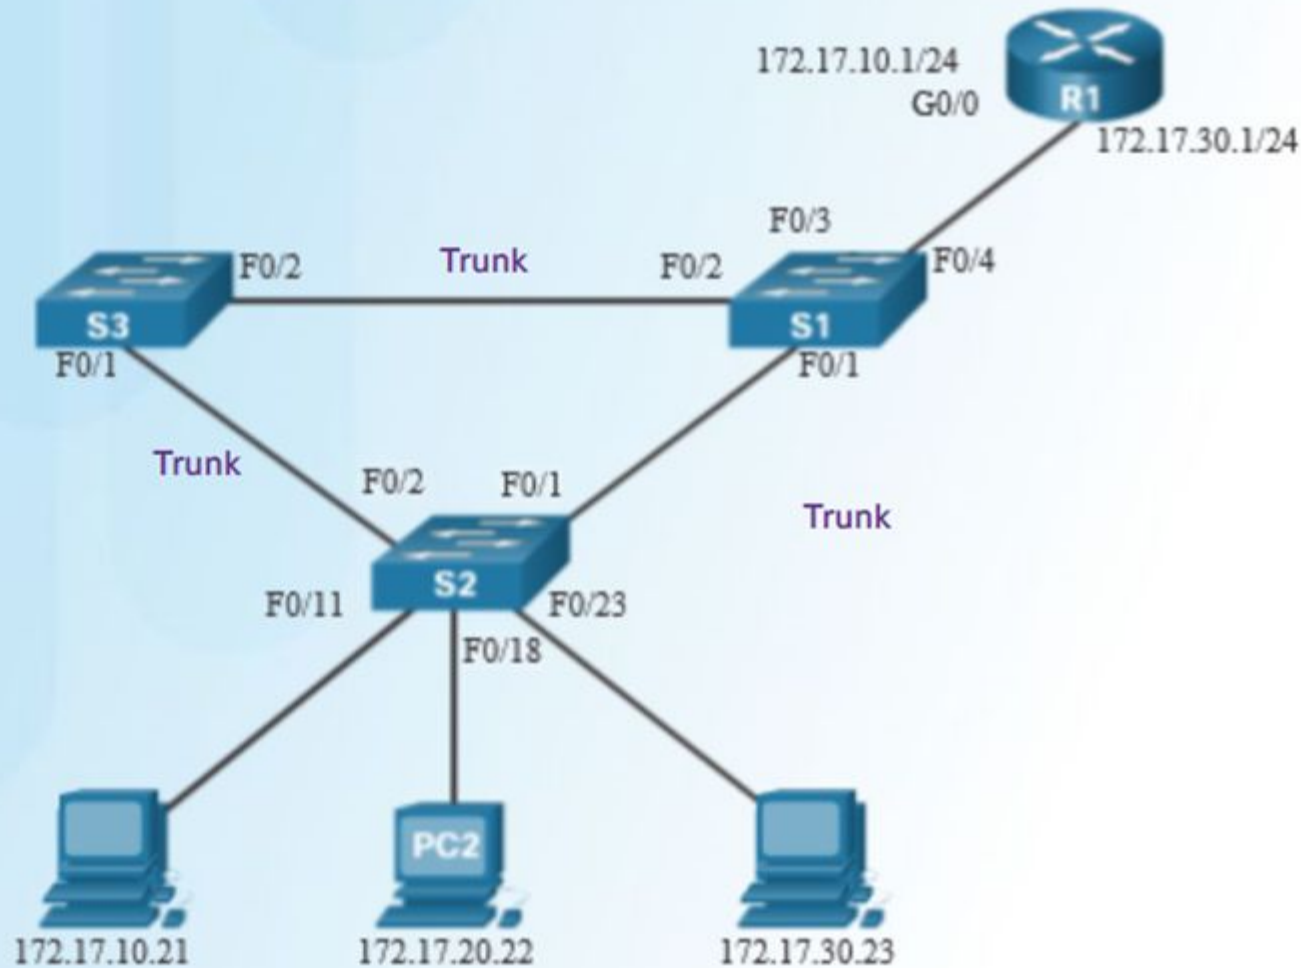 172.17.10.1/24
G0/0
R1
172.17.30.1/24
F0/3
F0/2
Trunk
F0/2
F0/4
S3
S1
F0/1
F0/1
Trunk
F0/2
F0/1
Trunk
S2
F0/11
F0/23
F0/18
PC2
172.17.10.21
172.17.20.22
172.17.30.23